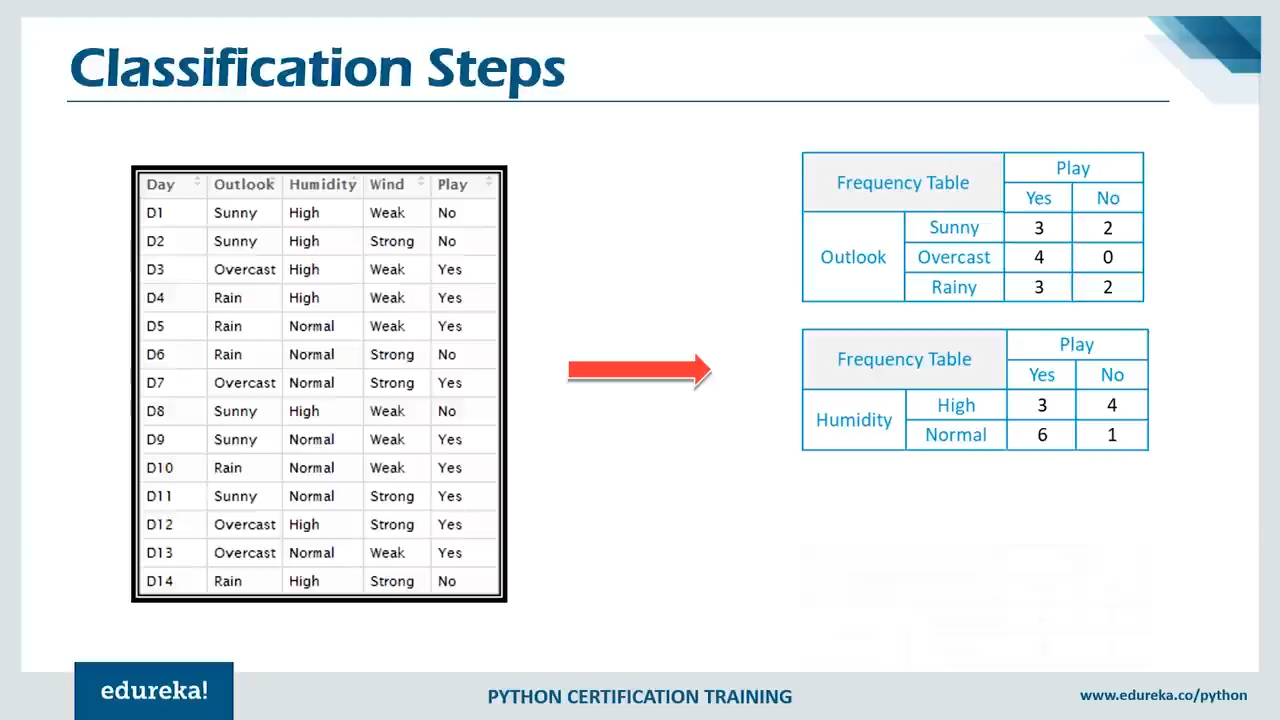 Classification Steps
Day Outlook Humidity Wind Play
D1 Sunny High Weak No
D2 Sunny High Strong No
D3 Overcast High Weak Yes
D4 Rain High Weak Yes
D5 Rain Normal Weak Yes
D6 Rain Normal Strong No
D7 Overcast Normal Strong Yes
D8 Sunny High Weak No
D9 Sunny Normal Weak Yes
D10 Rain Normal Weak Yes
D11 Sunny Normal Strong Yes
D12 Overcast High Strong Yes
D13 Overcast Normal Weak Yes
D14 Rain High Strong No
Frequency Table Play
Yes No
Outlook
Sunny 3 2
Overcast 4 0
Rainy 3 2
Frequency Table Play
Yes No
Humidity
High 3 4
Normal 6 1
edureka!
PYTHON CERTIFICATION TRAINING
www.edureka.co/python